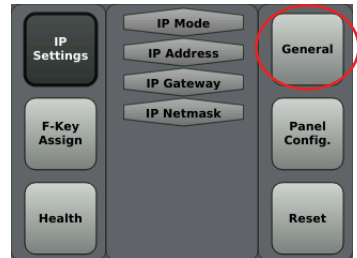 IP
Settings
F-Key
Assign
Health
IP Mode
IP Address
IP Gateway
IP Netmask
General
Panel
Config.
Reset